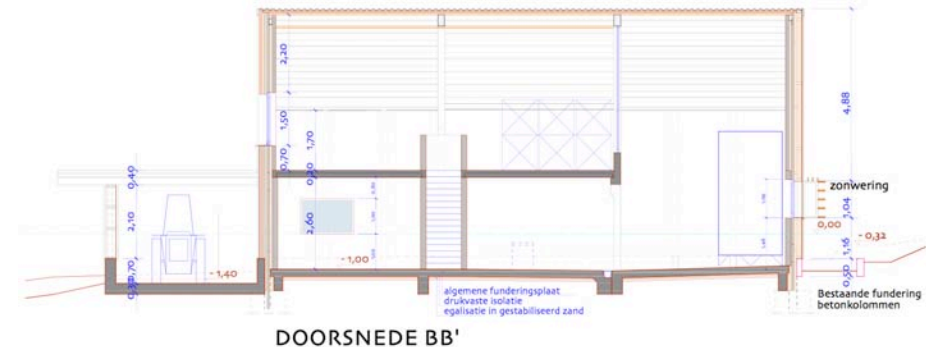 2,20
4,88
1,50
1,70
0,70
0,20
0,40
zonwering
2,10
2,60
1,04
0,00
- 0,32
- 1,00
1,16
- 1,40
0,70
0,50
algemene funderingsplaat
drukvaste isolatie
egalisatie in gestabiliseerd zand
Bestaande fundering
betonkolommen
DOORSNEDE BB'